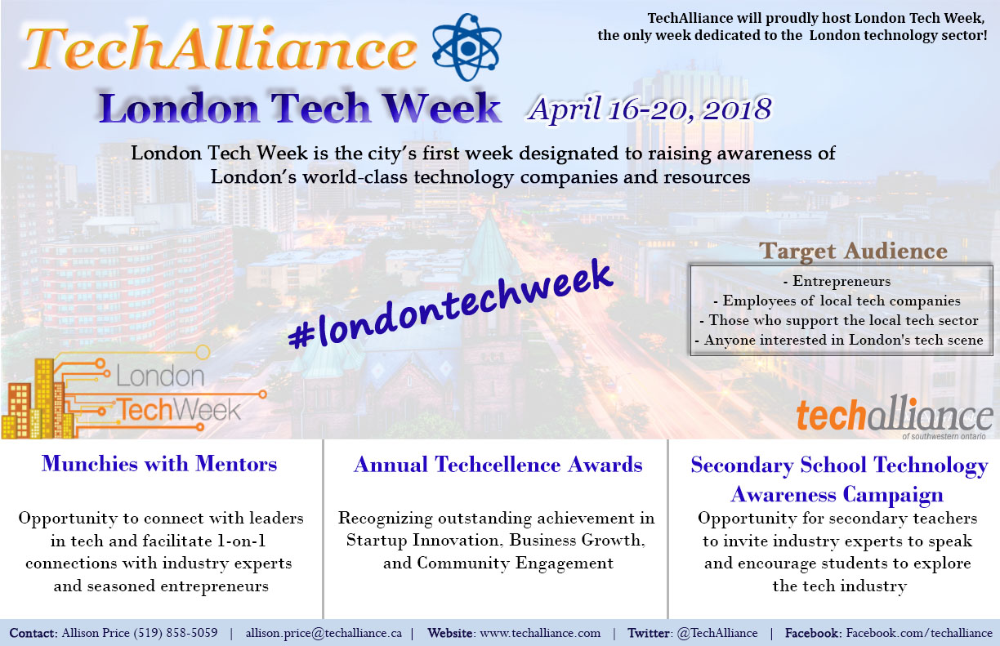 TechAlliance
TechAlliance will proudly host London Tech Week,
the only week dedicated to the London technology sector!
London Tech Week
April 16-20, 2018
London Tech Week is the city's first week designated to raising awareness of
London's world-class technology companies and resources
#londontechweek
Target Audience
- Entrepreneurs
- Employees of local tech companies
- Those who support the local tech sector
- Anyone interested in London's tech scene
London
TechWeek
techalliance
of southwestern ontario
Munchies with Mentors
Opportunity to connect with leaders
in tech and facilitate 1-on-1
connections with industry experts
and seasoned entrepreneurs
Annual Techcellence Awards
Recognizing outstanding achievement in
Startup Innovation, Business Growth,
and Community Engagement
Secondary School Technology
Awareness Campaign
Opportunity for secondary teachers
to invite industry experts to speak
and encourage students to explore
the tech industry
Contact: Allison Price (519) 858-5059 | allison.price@techalliance.ca | Website: www.techalliance.com | Twitter: @TechAlliance | Facebook: Facebook.com/techalliance